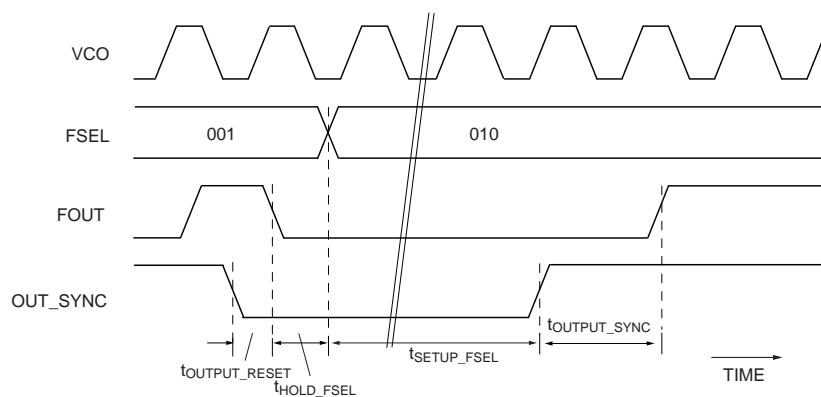 VCO
FSEL
001
010
FOUT
OUT_SYNC
tOUTPUT_RESET
tHOLD_FSEL
tSETUP_FSEL
tOUTPUT_SYNC
TIME